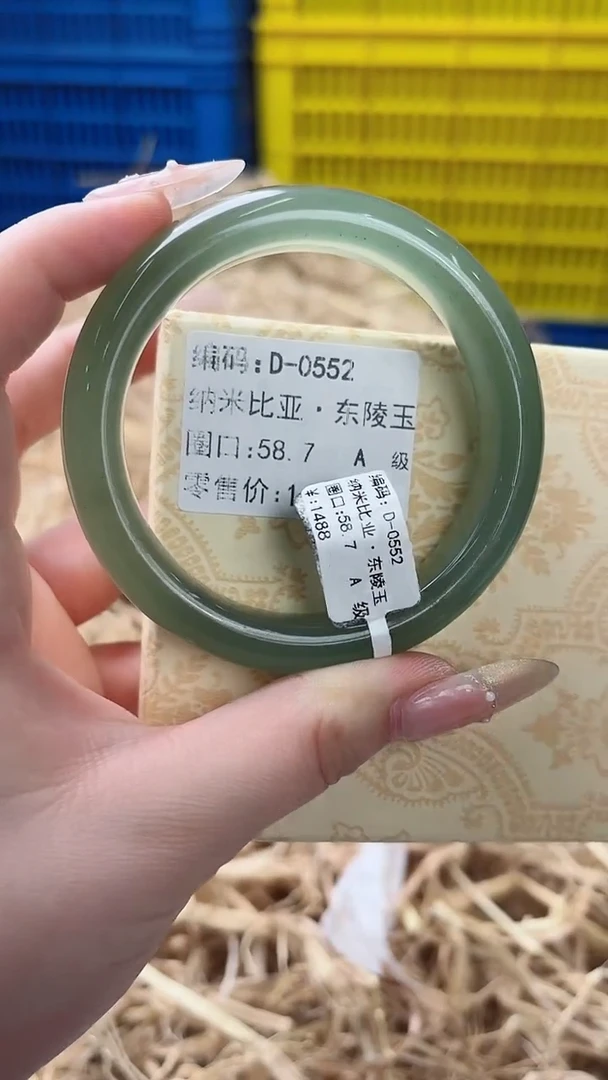 编码:D-0552
纳米比亚·东陵玉
圈口:58.7 A 级
零售价:1
编码: D-0552
纳米比亚·东陵玉
圈口:58.7 A 级
¥:1488